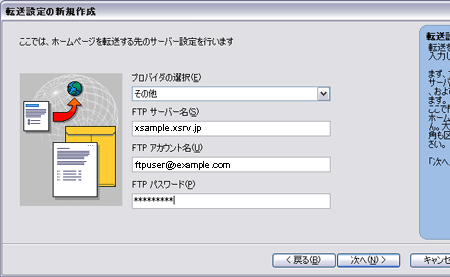 転送設定の新規作成
ここでは、ホームページを転送する先のサーバー設定を行います
プロバイダの選択(E)
その他
FTP サーバー名(S)
xsample.xsrv.jp
FTP アカウント名(U)
ftpuser@example.com
FTP パスワード(P)
*********
< 戻る(B)
次へ(N) >
キャンセ
転送設
転送を
入力し
まず、
サーバ
、およ
ます。
ここで
ホーム
ん。大
角も区
さい。
「次へ